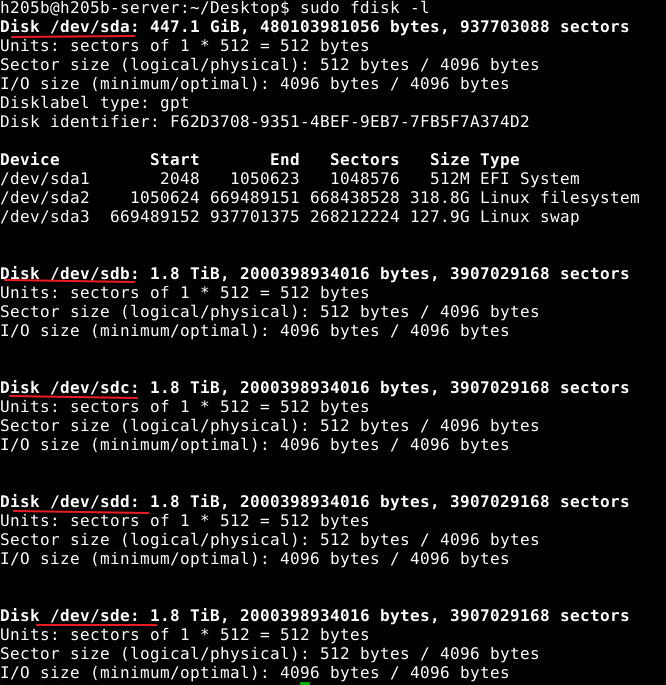 h205b@h205b-server:~/Desktop$ sudo fdisk -l
Disk /dev/sda: 447.1 GiB, 480103981056 bytes, 937703088 sectors
Units: sectors of 1 * 512 = 512 bytes
Sector size (logical/physical): 512 bytes / 4096 bytes
I/O size (minimum/optimal): 4096 bytes / 4096 bytes
Disklabel type: gpt
Disk identifier: F62D3708-9351-4BEF-9EB7-7FB5F7A374D2
Device Start End Sectors Size Type
/dev/sda1 2048 1050623 1048576 512M EFI System
/dev/sda2 1050624 669489151 668438528 318.8G Linux filesystem
/dev/sda3 669489152 937701375 268212224 127.9G Linux swap
Disk /dev/sdb: 1.8 TiB, 2000398934016 bytes, 3907029168 sectors
Units: sectors of 1 * 512 = 512 bytes
Sector size (logical/physical): 512 bytes / 4096 bytes
I/O size (minimum/optimal): 4096 bytes / 4096 bytes
Disk /dev/sdc: 1.8 TiB, 2000398934016 bytes, 3907029168 sectors
Units: sectors of 1 * 512 = 512 bytes
Sector size (logical/physical): 512 bytes / 4096 bytes
I/O size (minimum/optimal): 4096 bytes / 4096 bytes
Disk /dev/sdd: 1.8 TiB, 2000398934016 bytes, 3907029168 sectors
Units: sectors of 1 * 512 = 512 bytes
Sector size (logical/physical): 512 bytes / 4096 bytes
I/O size (minimum/optimal): 4096 bytes / 4096 bytes
Disk /dev/sde: 1.8 TiB, 2000398934016 bytes, 3907029168 sectors
Units: sectors of 1 * 512 = 512 bytes
Sector size (logical/physical): 512 bytes / 4096 bytes
I/O size (minimum/optimal): 4096 bytes / 4096 bytes